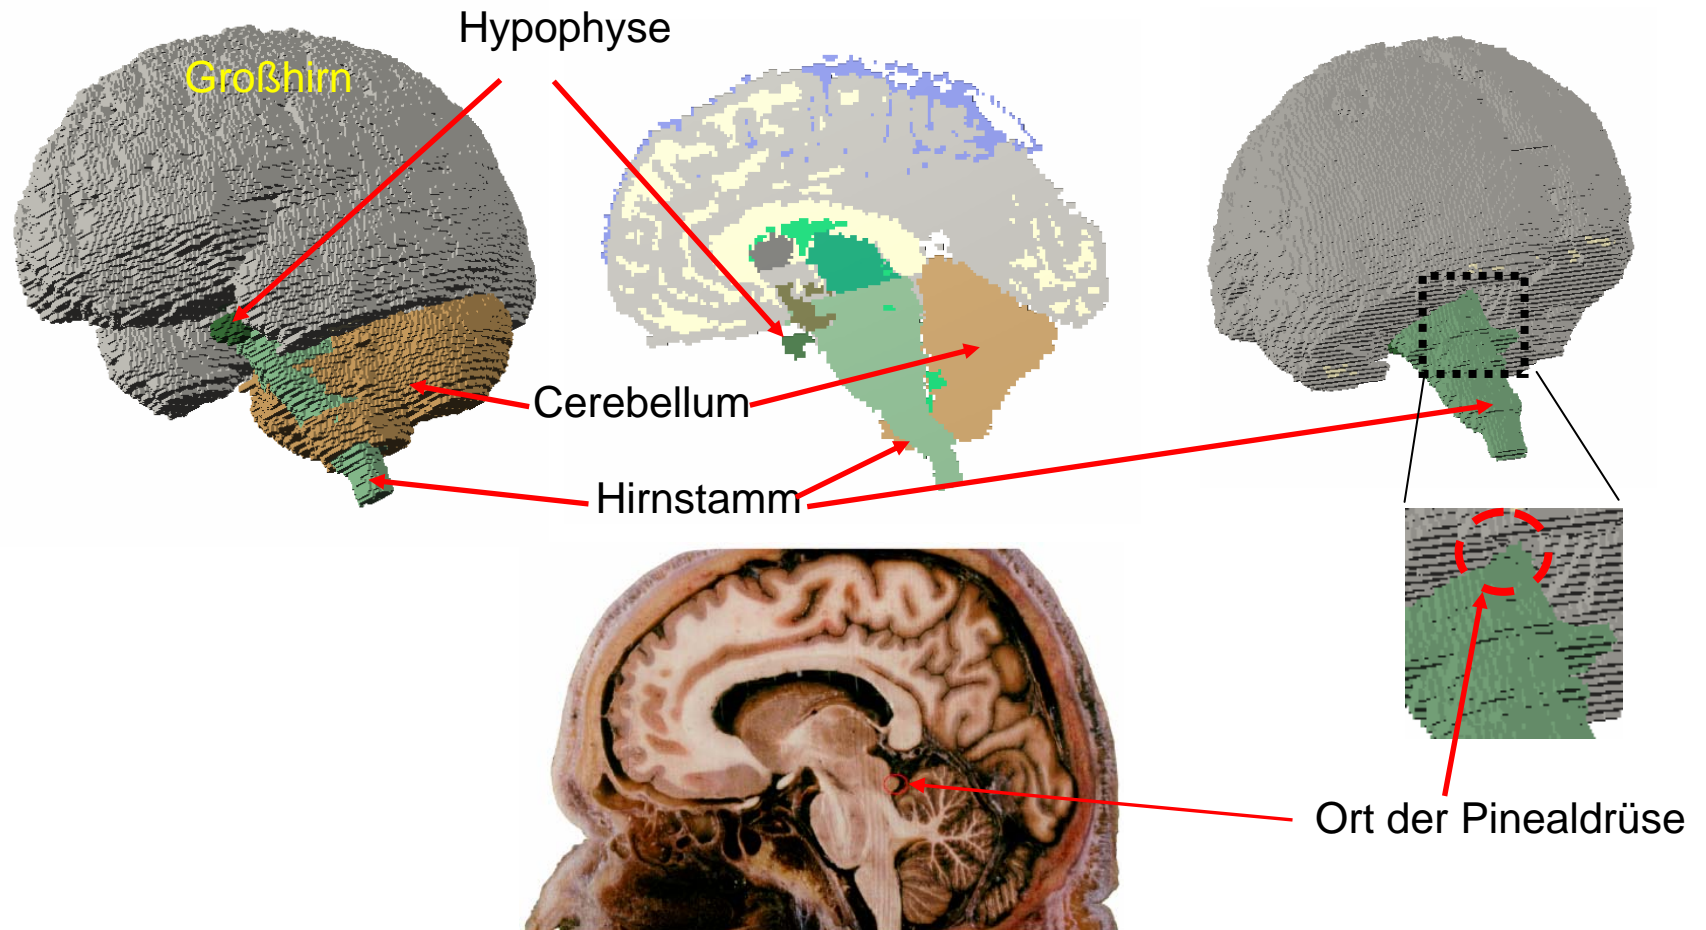 Hypophyse
Großhirn
Cerebellum
Hirnstamm
Ort der Pinealdrüse